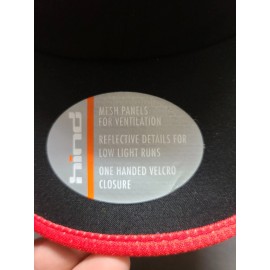 hind
MESH PANELS
FOR VENTILATION
REFLECTIVE DETAILS FOR
LOW LIGHT RUNS
ONE HANDED VELCRO
CLOSURE